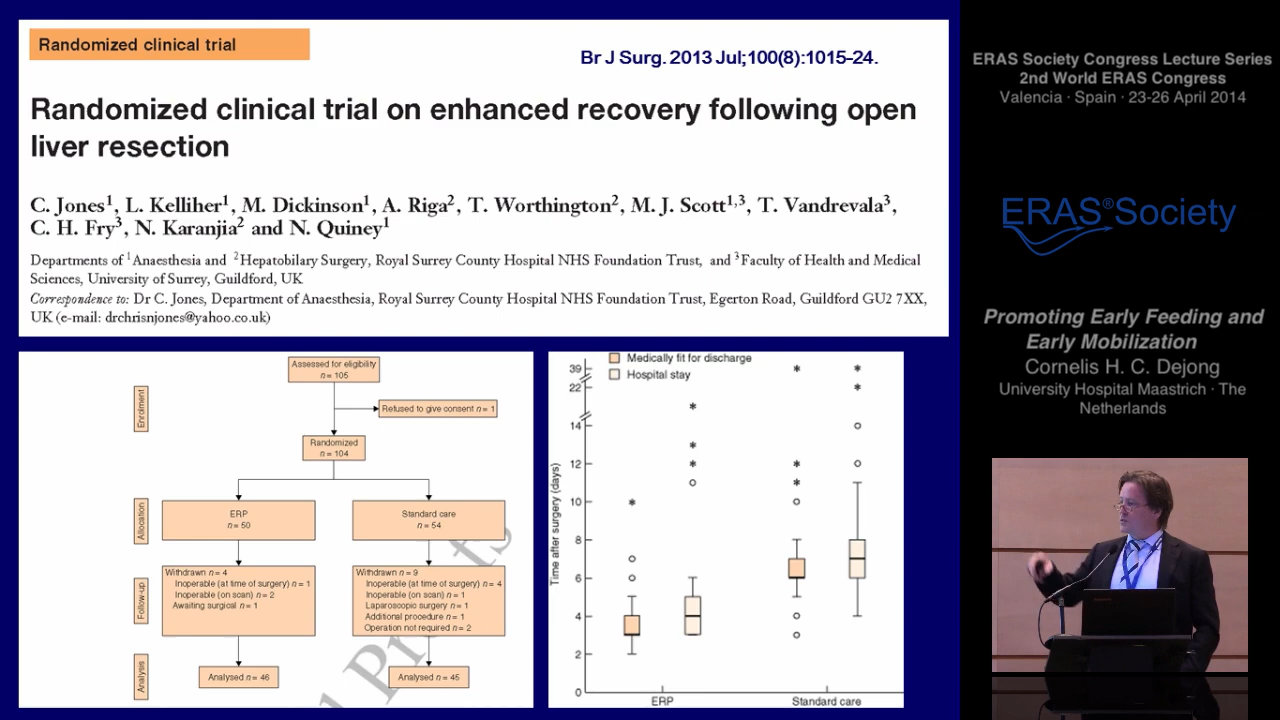 Randomized clinical trial
Br J Surg. 2013 Jul;100(8):1015-24.
Randomized clinical trial on enhanced recovery following open
liver resection
C. Jones1, L. Kelliher1, M. Dickinson1, A. Riga2, T. Worthington2, M. J. Scott1,3, T. Vandrevala3,
C. H. Fry3, N. Karanjia2 and N. Quiney1
Departments of 1Anaesthesia and 2Hepatobilary Surgery, Royal Surrey County Hospital NHS Foundation Trust, and 3Faculty of Health and Medical
Sciences, University of Surrey, Guildford, UK
Correspondence to: Dr C. Jones, Department of Anaesthesia, Royal Surrey County Hospital NHS Foundation Trust, Egerton Road, Guildford GU2 7XX,
UK (e-mail: drchrisnjones@yahoo.co.uk)
Enrolment
Assessed for eligibility
n = 105
Refused to give consent n = 1
Randomized
n = 104
Allocation
ERP
n = 50
Standard care
n = 54
Follow-up
Withdrawn n = 4
Inoperable (at time of surgery) n = 1
Inoperable (on scan) n = 2
Awaiting surgical n = 1
Withdrawn n = 9
Inoperable (at time of surgery) n = 4
Inoperable (on scan) n = 1
Laparoscopic surgery n = 1
Additional procedure n = 1
Operation not required n = 2
Analysis
Analysed n = 46
Analysed n = 45
Medically fit for discharge
Hospital stay
Time after surgery (days)
39
22
14
12
10
8
6
4
2
0
ERP
Standard care
ERAS Society Congress Lecture Series
2nd World ERAS Congress
Valencia · Spain · 23-26 April 2014
ERAS®Society
Promoting Early Feeding and
Early Mobilization
Cornelis H. C. Dejong
University Hospital Maastrich · The
Netherlands